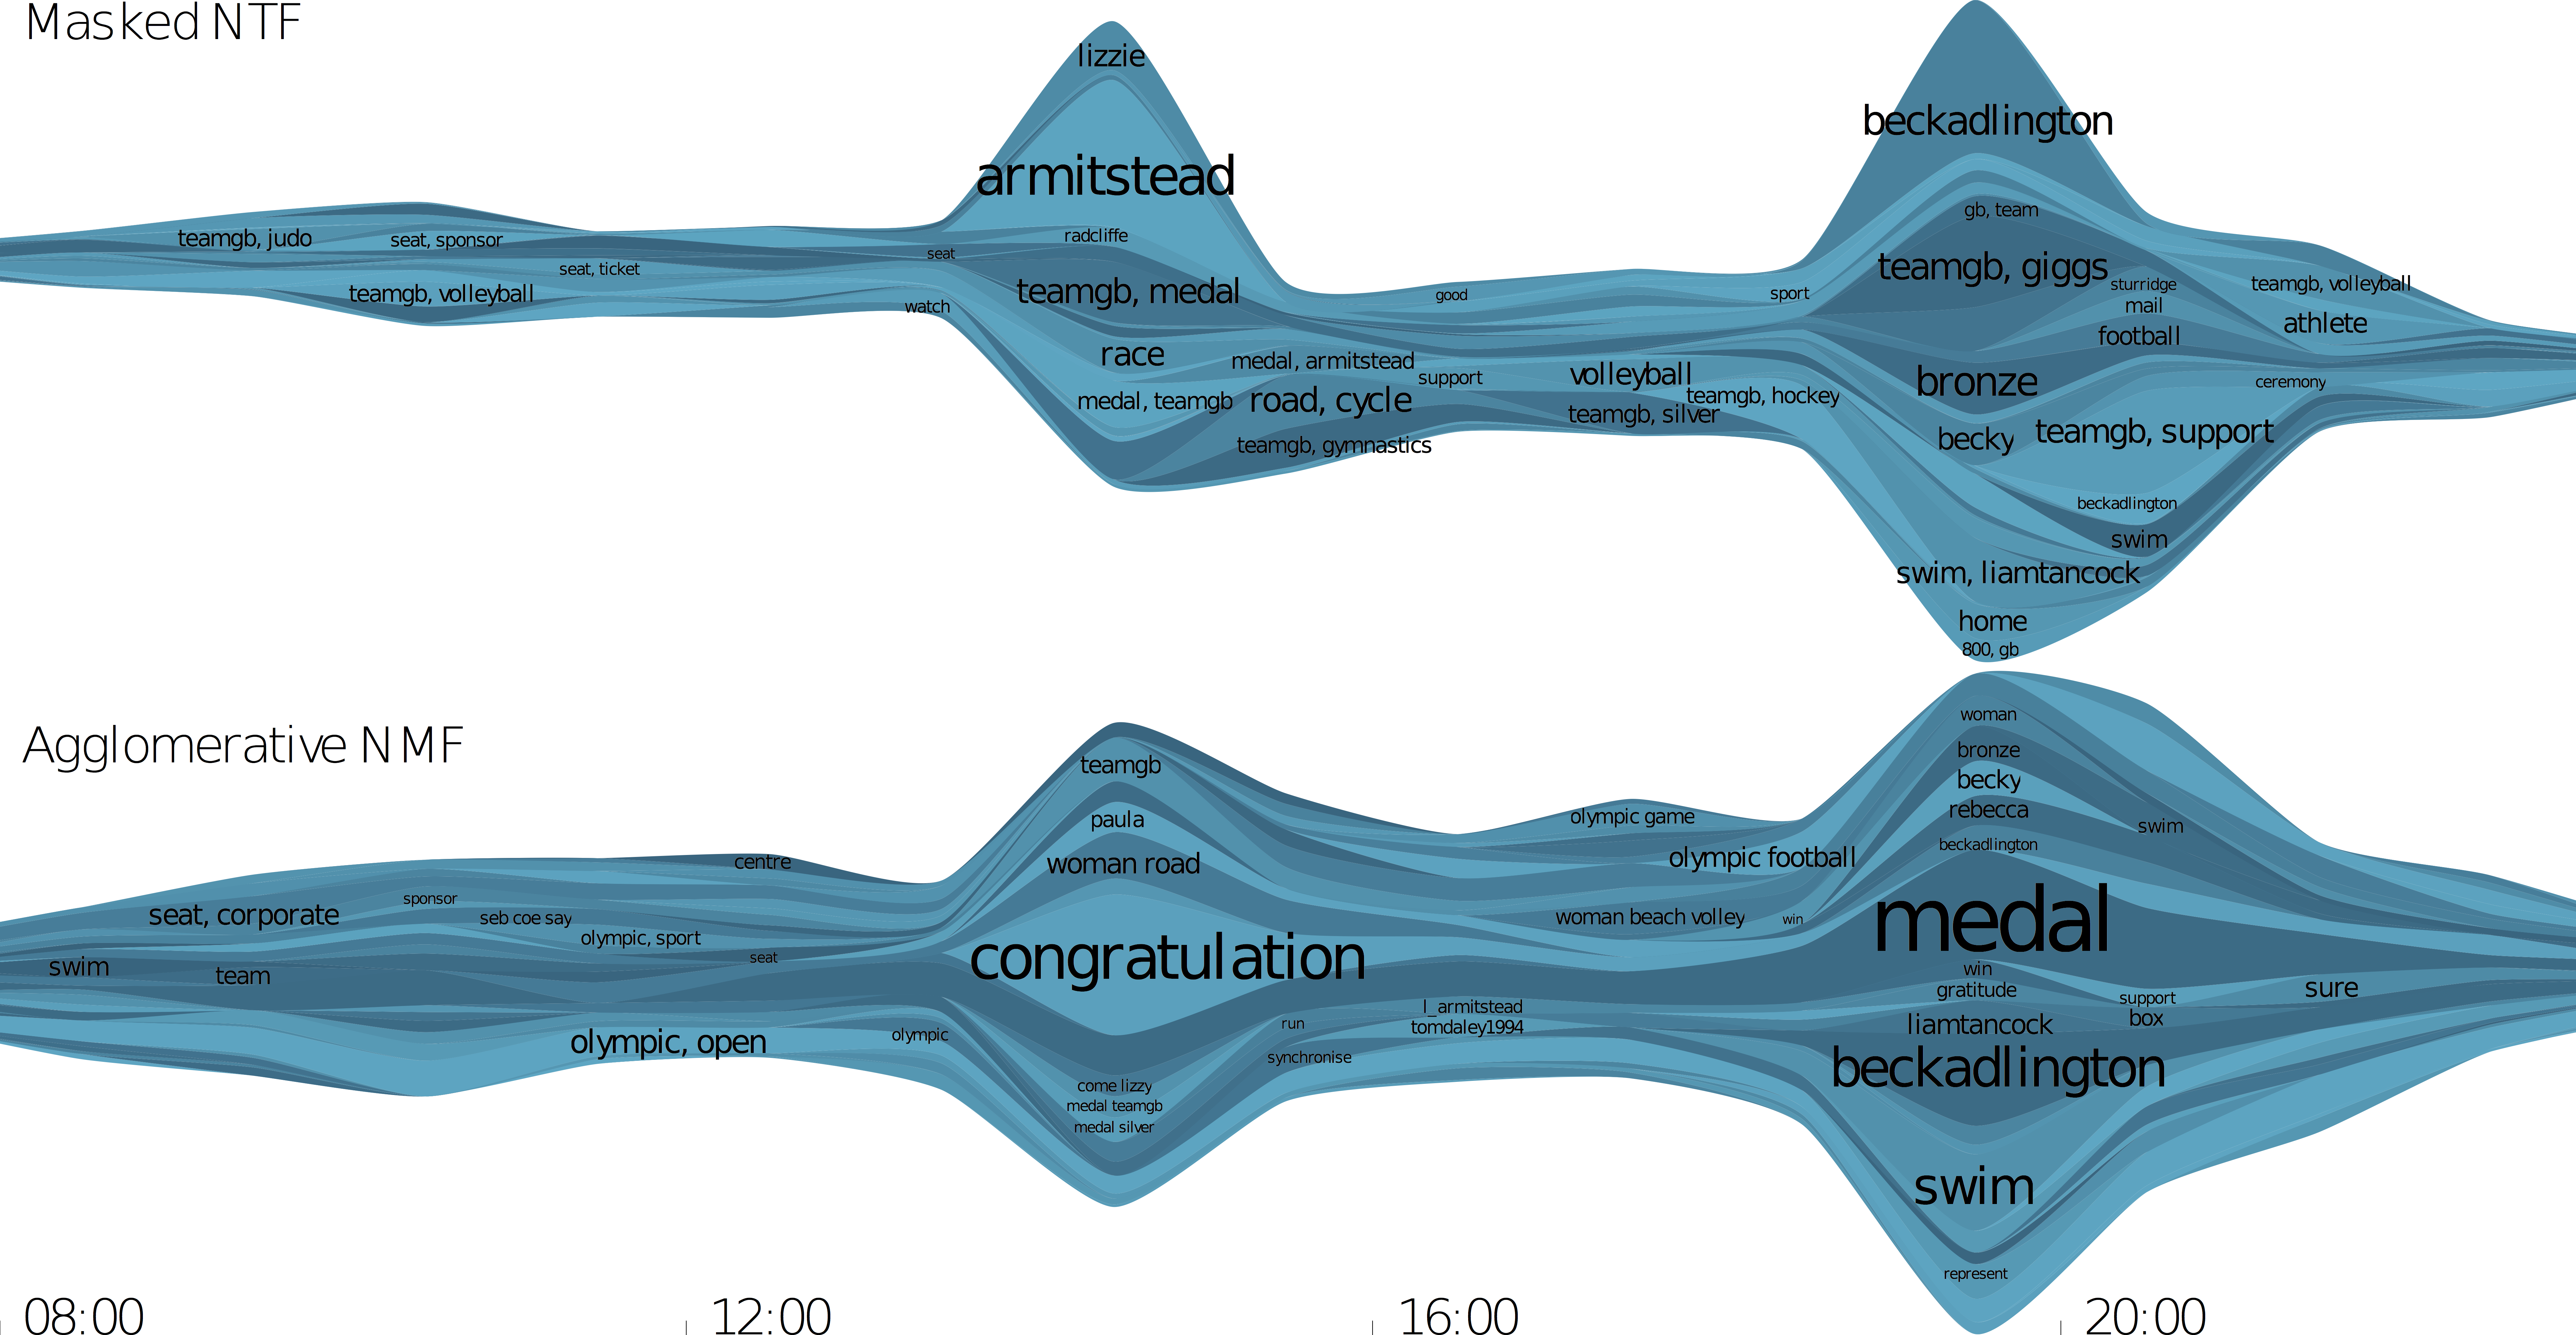 Masked NTF
lizzie
armitstead
radcliffe
teamgb, judo
seat, sponsor
seat, ticket
seat
teamgb, volleyball
watch
teamgb, medal
race
medal, armitstead
medal, teamgb
road, cycle
teamgb, gymnastics
good
support
sport
volleyball
teamgb, hockey
teamgb, silver
beckadlington
gb, team
teamgb, giggs
sturridge
mail
football
teamgb, volleyball
athlete
bronze
ceremony
becky
teamgb, support
beckadlington
swim
swim, liamtancock
home
800, gb
Agglomerative NMF
centre
sponsor
seat, corporate
seb coe say
olympic, sport
seat
swim
team
olympic, open
olympic
teamgb
paula
woman road
congratulation
come lizzy
medal teamgb
medal silver
run
synchronise
l_armitstead
tomdaley1994
olympic game
olympic football
woman beach volley
win
woman
bronze
becky
rebecca
swim
beckadlington
medal
win
gratitude
support
box
sure
liamtancock
beckadlington
swim
represent
08:00
12:00
16:00
20:00